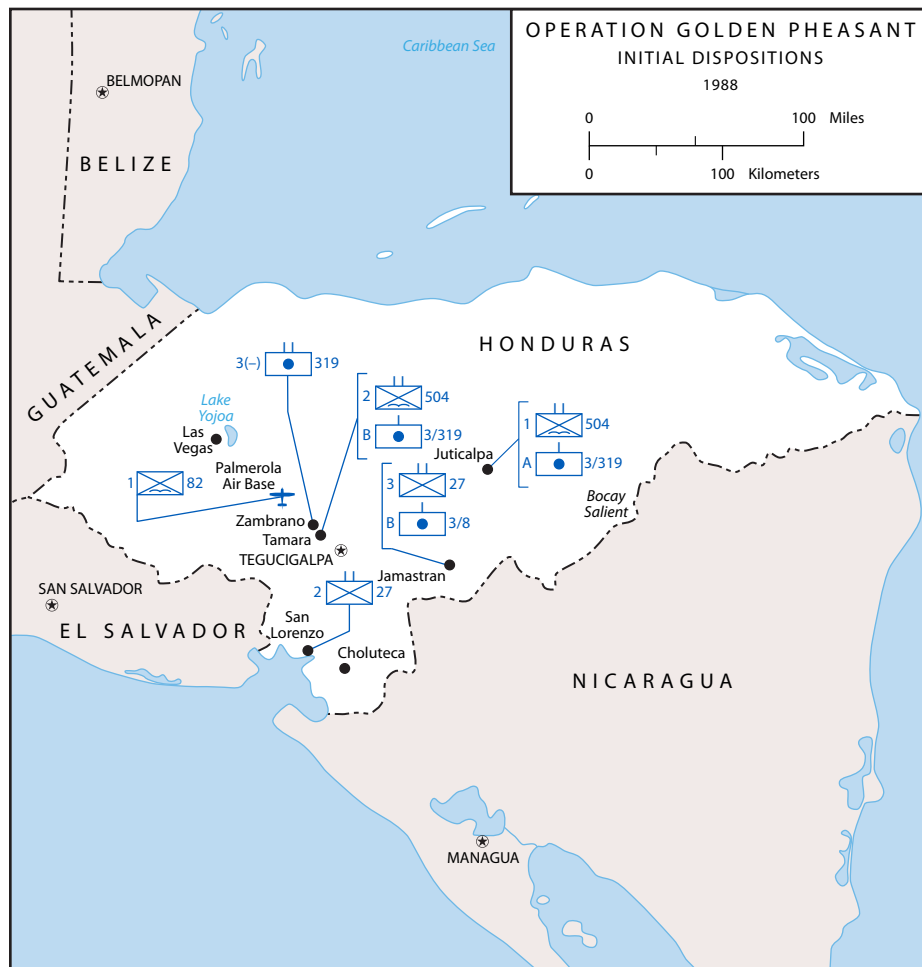 OPERATION GOLDEN PHEASANT
INITIAL DISPOSITIONS
1988
0 100 Miles
0 100 Kilometers
Caribbean Sea
BELMOPAN
BELIZE
GUATEMALA
HONDURAS
3(–) 319
2 504
B 3/319
Lake
Yojoa
Las
Vegas
1 504
A 3/319
Juticalpa
Palmerola
Air Base
1 82
3 27
B 3/8
Bocay
Salient
Zambrano
Tamara
TEGUCIGALPA
Jamastran
2 27
SAN SALVADOR
EL SALVADOR
San
Lorenzo
Choluteca
NICARAGUA
MANAGUA